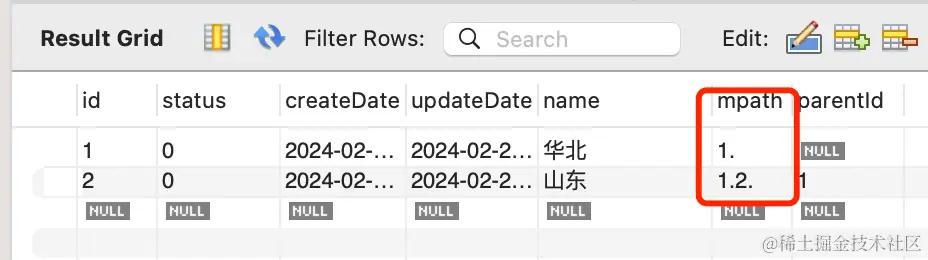 Result Grid Filter Rows: Search Edit:
id status createDate updateDate name mpath parentId
1 0 2024-02-... 2024-02-2... 华北 1. NULL
2 0 2024-02-... 2024-02-2... 山东 1.2. 1
NULL NULL NULL NULL NULL NULL NULL
@稀土掘金技术社区